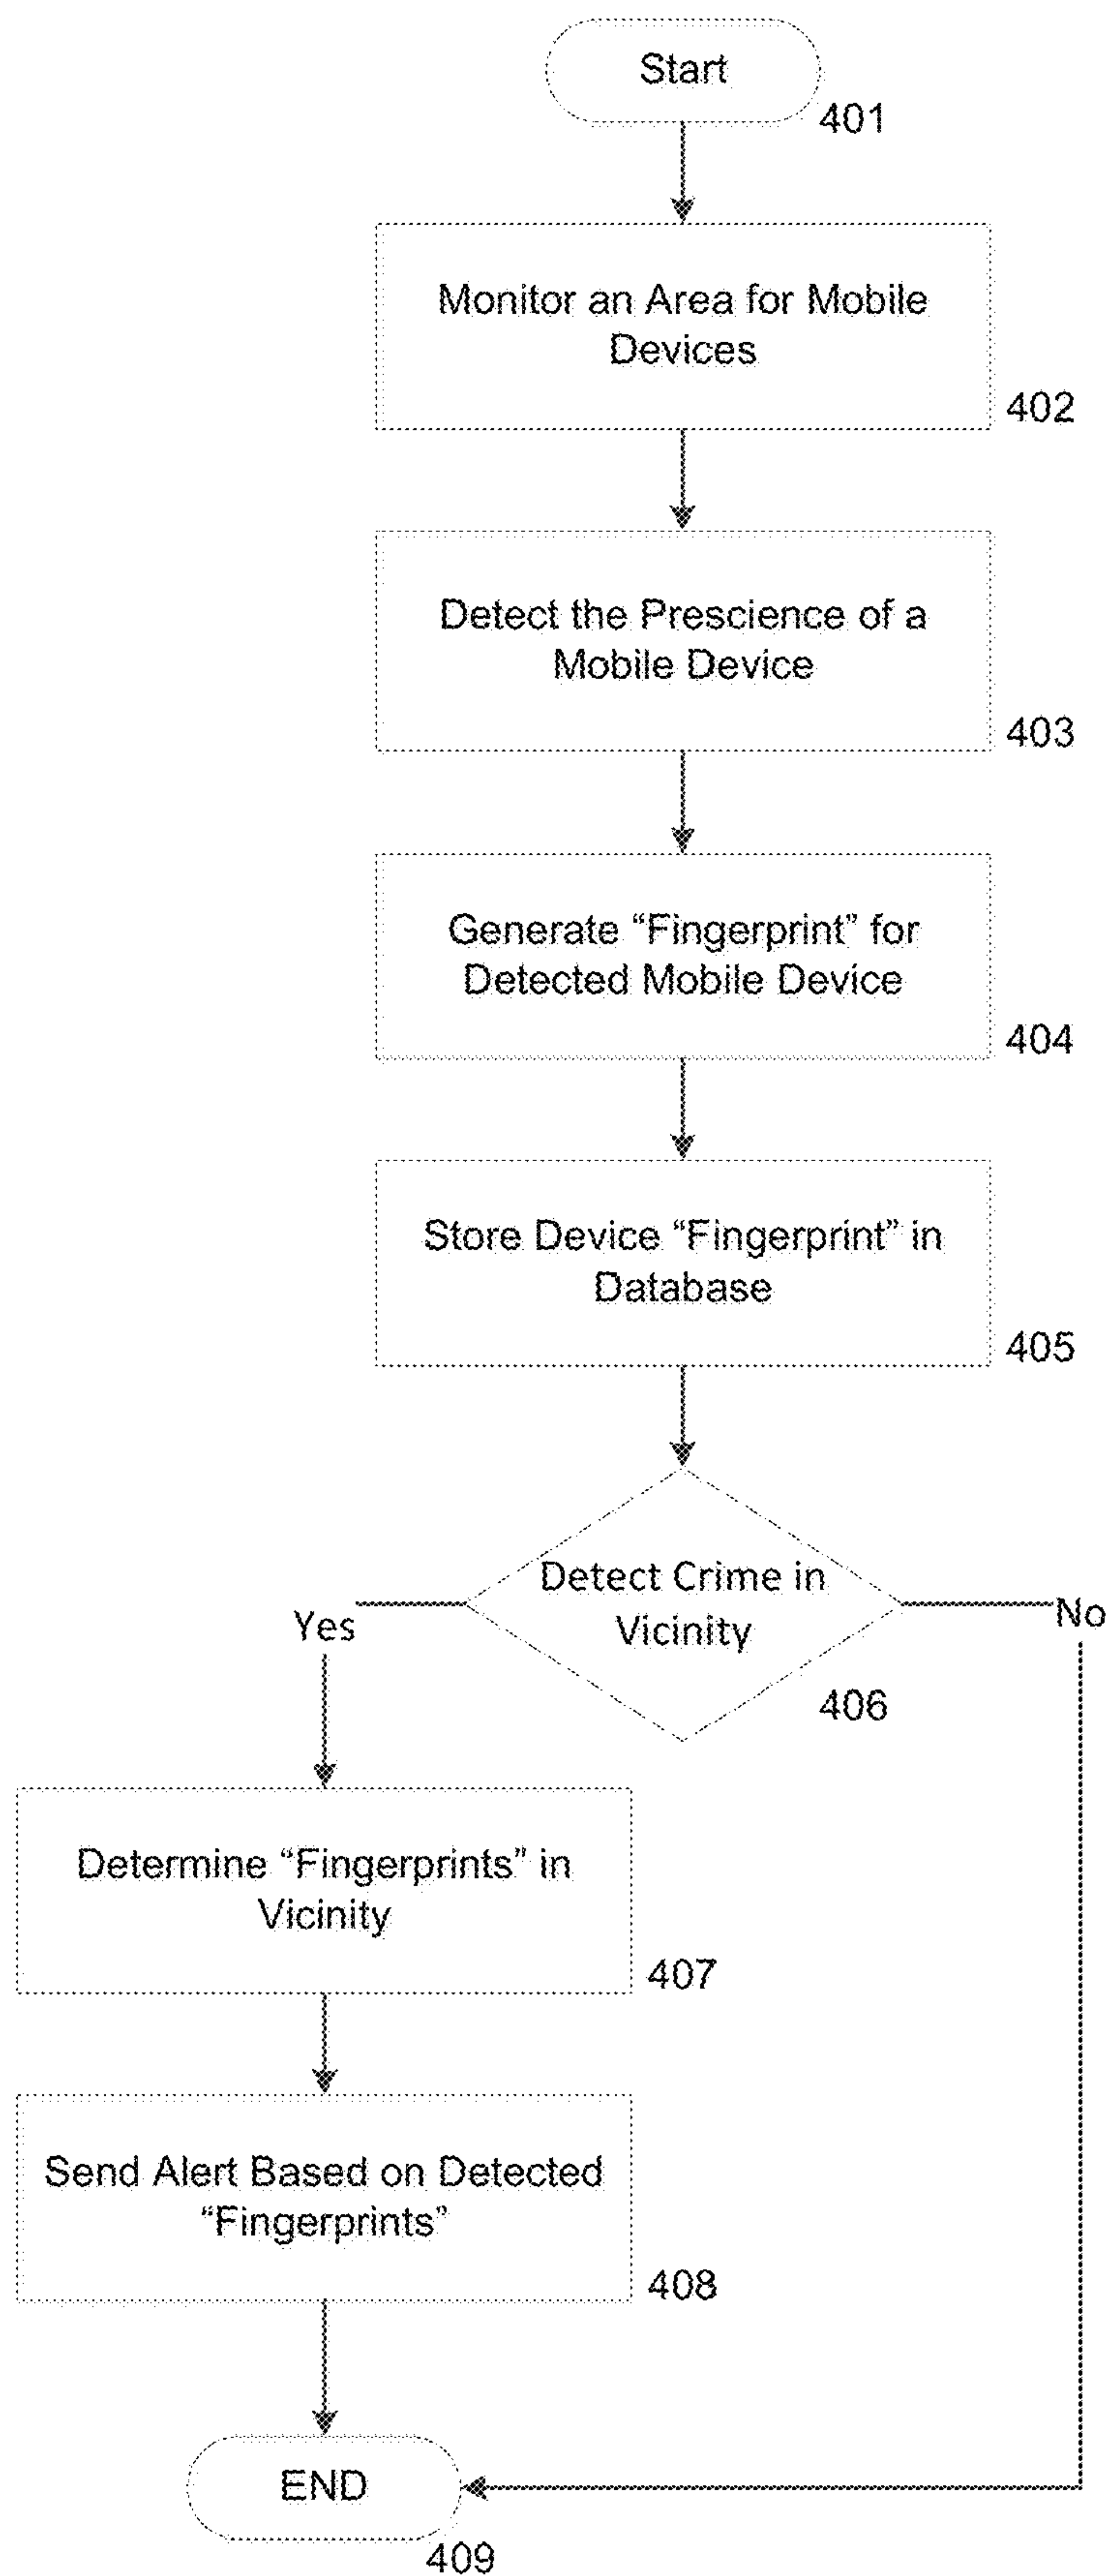 Start
401
Monitor an Area for Mobile
Devices
402
Detect the Prescience of a
Mobile Device
403
Generate “Fingerprint” for
Detected Mobile Device
404
Store Device “Fingerprint” in
Database
405
Detect Crime in
Vicinity
Yes
No
406
Determine “Fingerprints” in
Vicinity
407
Send Alert Based on Detected
“Fingerprints”
408
END
409